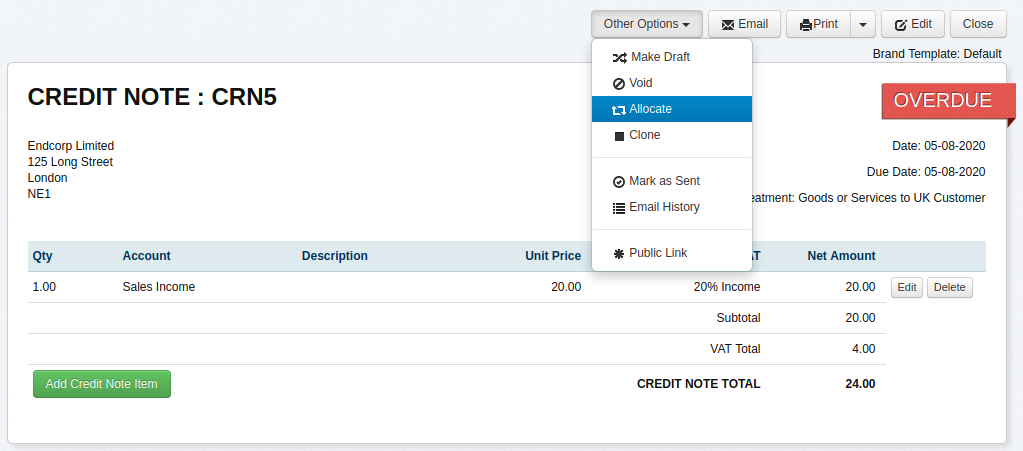 Other Options Email Print Edit Close
Brand Template: Default
Make Draft
Void
Allocate
Clone
Mark as Sent
Email History
Public Link
CREDIT NOTE : CRN5
OVERDUE
Endcorp Limited
125 Long Street
London
NE1
Date: 05-08-2020
Due Date: 05-08-2020
eatment: Goods or Services to UK Customer
Qty Account Description Unit Price AT Net Amount
1.00 Sales Income 20.00 20% Income 20.00 Edit Delete
Subtotal 20.00
VAT Total 4.00
Add Credit Note Item CREDIT NOTE TOTAL 24.00